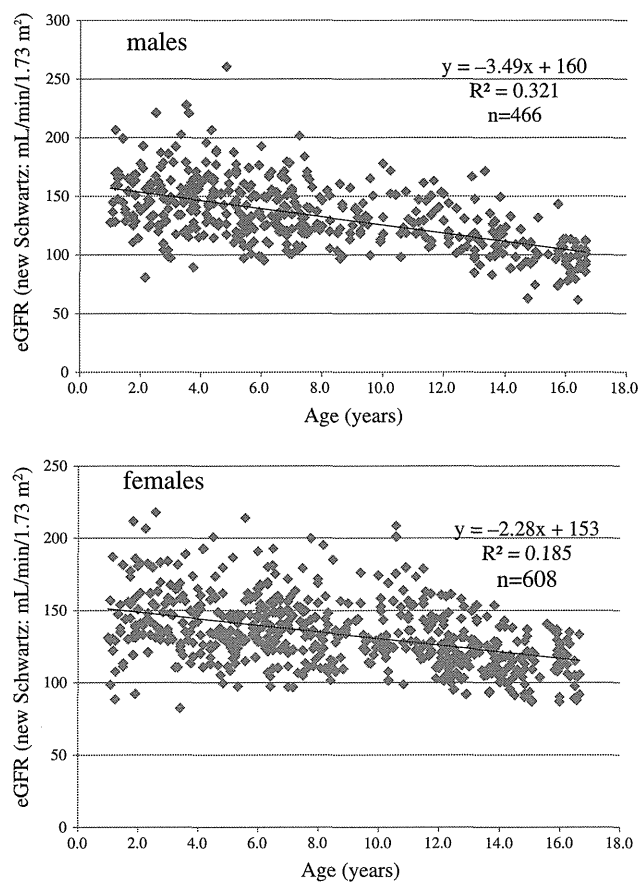 300
males
y = –3.49x + 160
250
R² = 0.321
n=466
200
150
100
50
0
eGFR (new Schwartz: mL/min/1.73 m²)
0.0 2.0 4.0 6.0 8.0 10.0 12.0 14.0 16.0 18.0
Age (years)
250
females
200
y = –2.28x + 153
R² = 0.185
n=608
150
100
50
0
eGFR (new Schwartz: mL/min/1.73 m²)
0.0 2.0 4.0 6.0 8.0 10.0 12.0 14.0 16.0 18.0
Age (years)